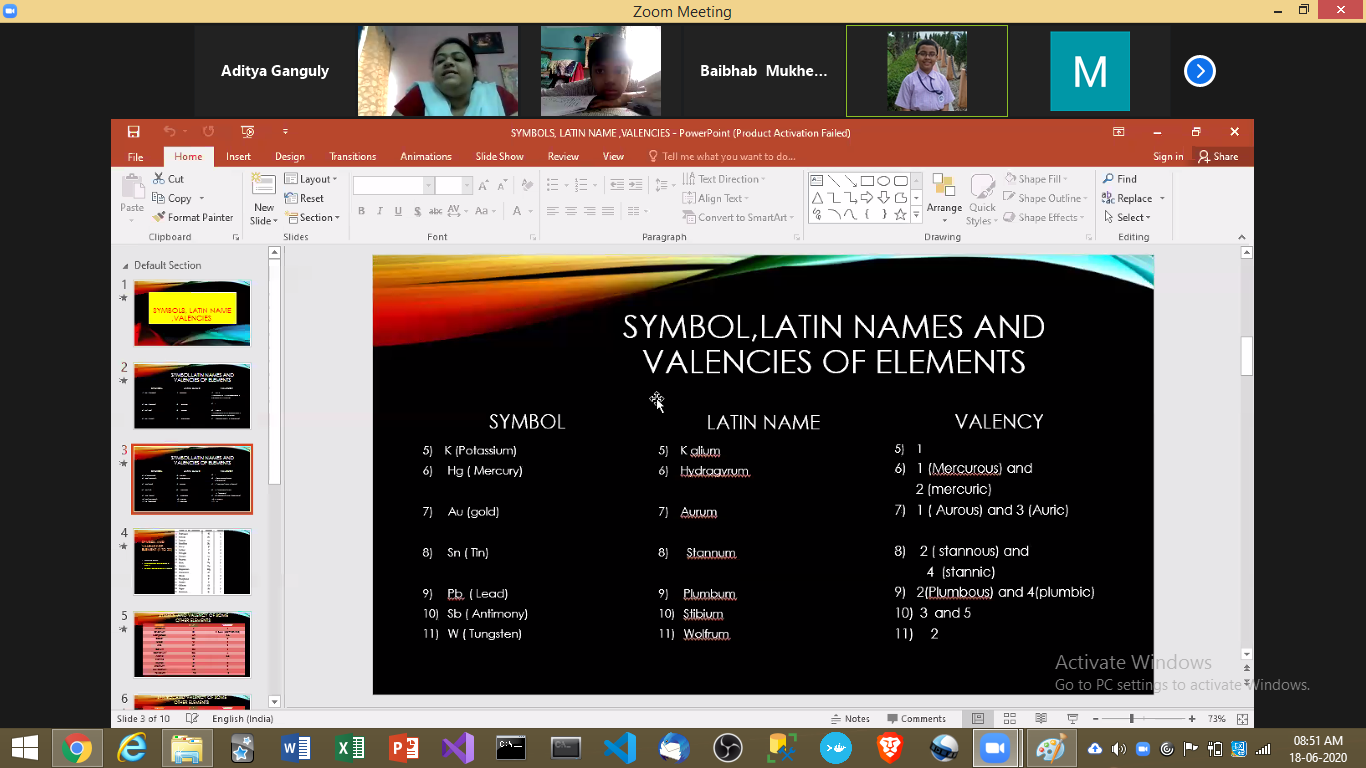 Zoom Meeting
Aditya Ganguly
Baibhab Mukhe...
M
SYMBOLS, LATIN NAME ,VALENCIES - PowerPoint (Product Activation Failed)
File Home Insert Design Transitions Animations Slide Show Review View Tell me what you want to do... Sign in Share
Paste
Cut
Copy
Format Painter
Clipboard
New Slide
Layout
Reset
Section
Slides
B I U S abc AV Aa A
Font
Text Direction
Align Text
Convert to SmartArt
Paragraph
Arrange
Quick Styles
Shape Fill
Shape Outline
Shape Effects
Drawing
Find
Replace
Select
Editing
Default Section
1
SYMBOLS, LATIN NAME
,VALENCIES
2
SYMBOL,LATIN NAMES AND
VALENCIES OF ELEMENTS
3
SYMBOL,LATIN NAMES AND
VALENCIES OF ELEMENTS
4
5
6
SYMBOL,LATIN NAMES AND
VALENCIES OF ELEMENTS
SYMBOL
5) K (Potassium)
6) Hg ( Mercury)
7) Au (gold)
8) Sn ( Tin)
9) Pb ( Lead)
10) Sb ( Antimony)
11) W ( Tungsten)
LATIN NAME
5) K alium
6) Hydragyrum
7) Aurum
8) Stannum
9) Plumbum
10) Stibium
11) Wolfrum
VALENCY
5) 1
6) 1 (Mercurous) and
2 (mercuric)
7) 1 ( Aurous) and 3 (Auric)
8) 2 ( stannous) and
4 (stannic)
9) 2(Plumbous) and 4(plumbic)
10) 3 and 5
11) 2
Activate Windows
Go to PC settings to activate Windows.
Slide 3 of 10 English (India) Notes Comments 73%
08:51 AM
18-06-2020